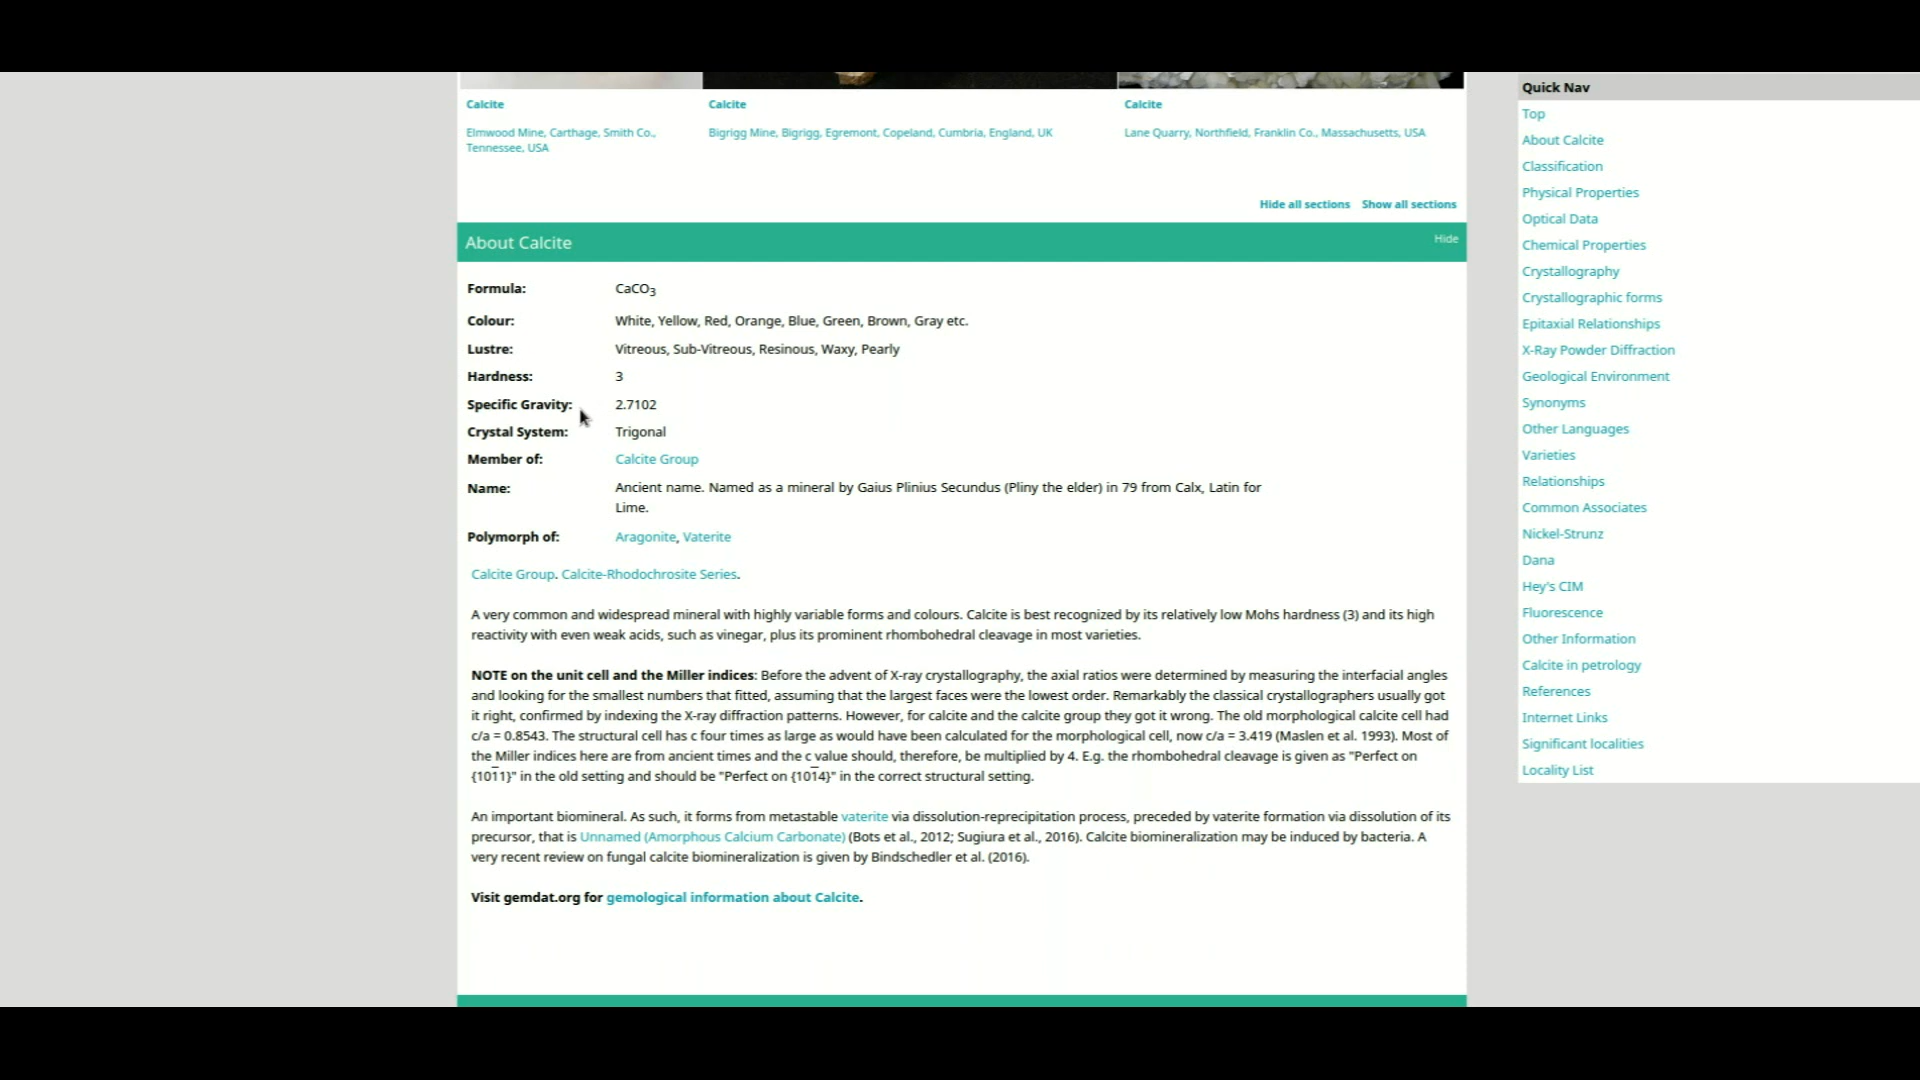 Calcite
Elmwood Mine, Carthage, Smith Co.,
Tennessee, USA
Calcite
Bigrigg Mine, Bigrigg, Egremont, Copeland, Cumbria, England, UK
Calcite
Lane Quarry, Northfield, Franklin Co., Massachusetts, USA
Hide all sections Show all sections
About Calcite Hide
Formula: CaCO₃
Colour: White, Yellow, Red, Orange, Blue, Green, Brown, Gray etc.
Lustre: Vitreous, Sub-Vitreous, Resinous, Waxy, Pearly
Hardness: 3
Specific Gravity: 2.7102
Crystal System: Trigonal
Member of: Calcite Group
Name: Ancient name. Named as a mineral by Gaius Plinius Secundus (Pliny the elder) in 79 from Calx, Latin for
Lime.
Polymorph of: Aragonite, Vaterite
Calcite Group. Calcite-Rhodochrosite Series.
A very common and widespread mineral with highly variable forms and colours. Calcite is best recognized by its relatively low Mohs hardness (3) and its high
reactivity with even weak acids, such as vinegar, plus its prominent rhombohedral cleavage in most varieties.
NOTE on the unit cell and the Miller indices: Before the advent of X-ray crystallography, the axial ratios were determined by measuring the interfacial angles
and looking for the smallest numbers that fitted, assuming that the largest faces were the lowest order. Remarkably the classical crystallographers usually got
it right, confirmed by indexing the X-ray diffraction patterns. However, for calcite and the calcite group they got it wrong. The old morphological calcite cell had
c/a = 0.8543. The structural cell has c four times as large as would have been calculated for the morphological cell, now c/a = 3.419 (Maslen et al. 1993). Most of
the Miller indices here are from ancient times and the c value should, therefore, be multiplied by 4. E.g. the rhombohedral cleavage is given as "Perfect on
{101̅1}" in the old setting and should be "Perfect on {101̅4}" in the correct structural setting.
An important biomineral. As such, it forms from metastable vaterite via dissolution-reprecipitation process, preceded by vaterite formation via dissolution of its
precursor, that is Unnamed (Amorphous Calcium Carbonate) (Bots et al., 2012; Sugiura et al., 2016). Calcite biomineralization may be induced by bacteria. A
very recent review on fungal calcite biomineralization is given by Bindschedler et al. (2016).
Visit gemdat.org for gemological information about Calcite.
Quick Nav
Top
About Calcite
Classification
Physical Properties
Optical Data
Chemical Properties
Crystallography
Crystallographic forms
Epitaxial Relationships
X-Ray Powder Diffraction
Geological Environment
Synonyms
Other Languages
Varieties
Relationships
Common Associates
Nickel-Strunz
Dana
Hey's CIM
Fluorescence
Other Information
Calcite in petrology
References
Internet Links
Significant localities
Locality List